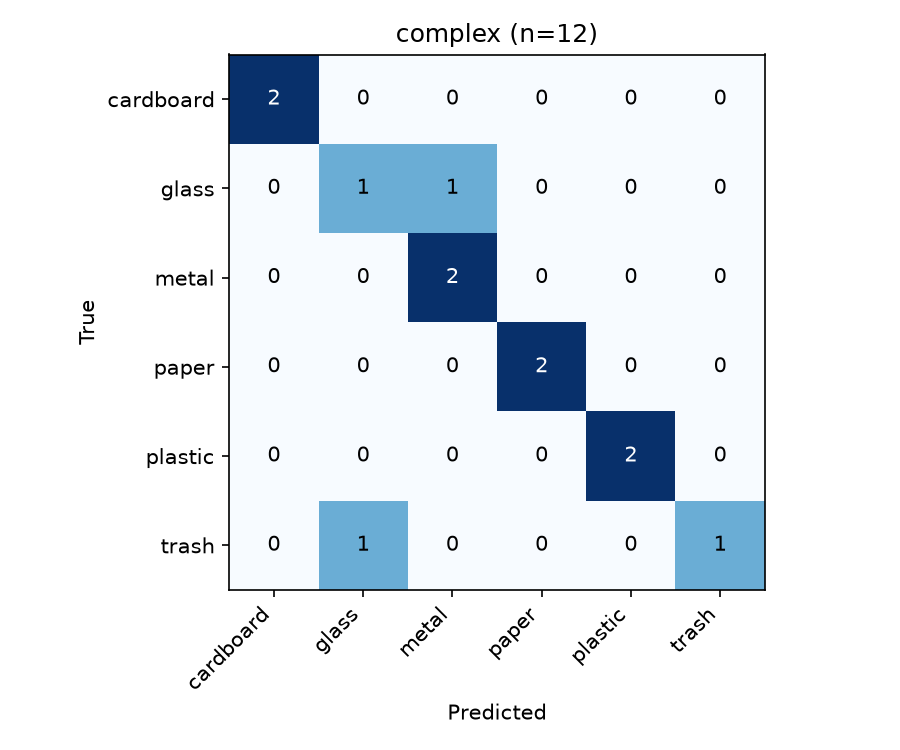 complex (n=12)
cardboard 2 0 0 0 0 0
glass 0 1 1 0 0 0
metal 0 0 2 0 0 0
True
paper 0 0 0 2 0 0
plastic 0 0 0 0 2 0
trash 0 1 0 0 0 1
cardboard glass metal paper plastic trash
Predicted